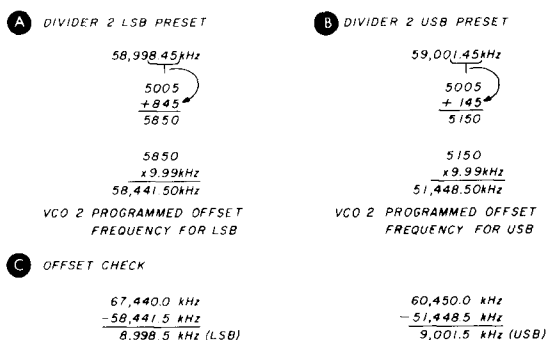 A DIVIDER 2 LSB PRESET
58,998.45kHz
5005
+845
5850
5850
x9.99kHz
58,441.50kHz
VCO 2 PROGRAMMED OFFSET
FREQUENCY FOR LSB
B DIVIDER 2 USB PRESET
59,001.45kHz
5005
+ 145
5150
5150
x9.99kHz
51,448.50kHz
VCO 2 PROGRAMMED OFFSET
FREQUENCY FOR USB
C OFFSET CHECK
67,440.0 kHz
-58,441.5 kHz
8,998.5 kHz (LSB)
60,450.0 kHz
-51,448.5 kHz
9,001.5 kHz (USB)